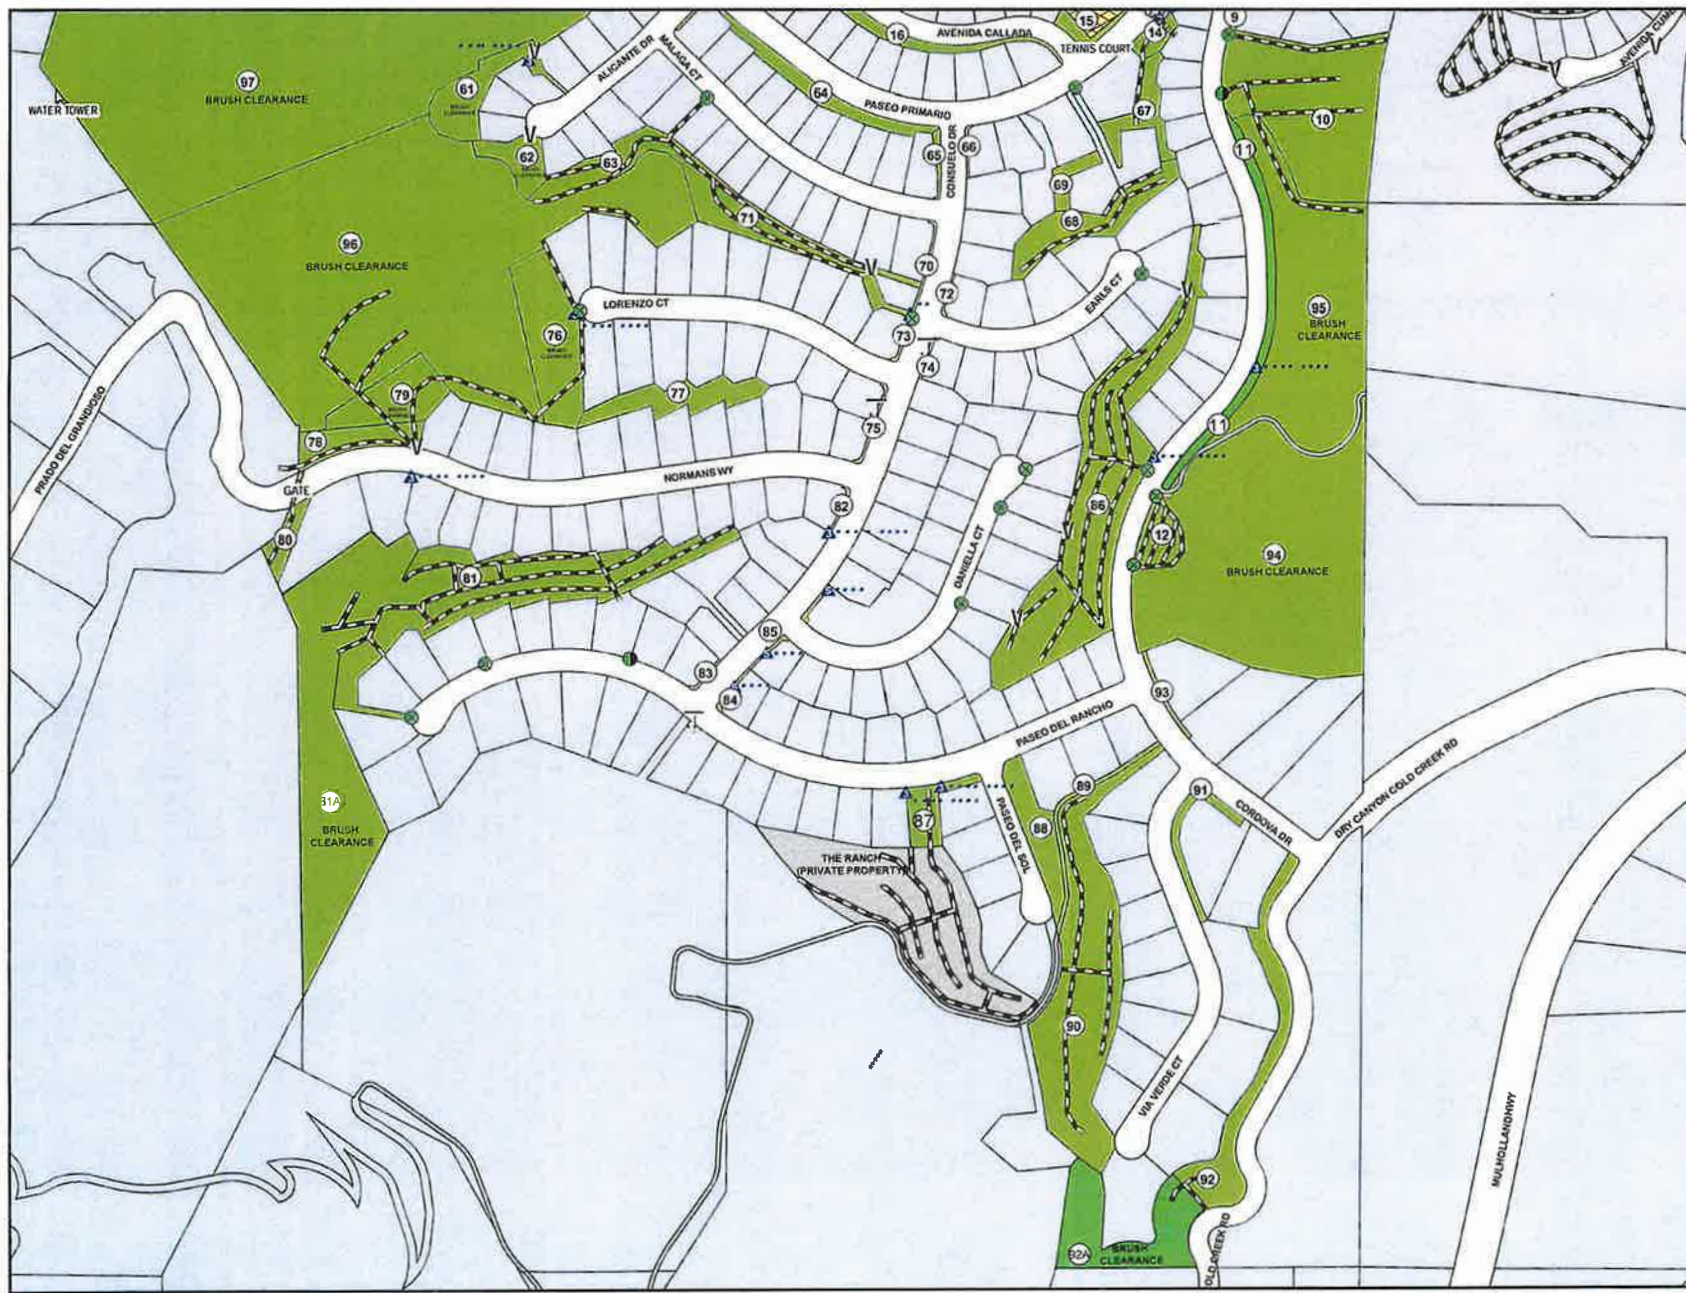 9
15
14
16
AVENIDA CALLADA
TENNIS COURT
MALAGA CT
ALICANTE DR
97
BRUSH CLEARANCE
WATER TOWER
61
64
PASEO PRIMARIO
67
10
11
62
63
65
66
CONSUELO DR
69
68
71
96
BRUSH CLEARANCE
70
72
EARLS CT
LORENZO CT
76
73
74
95
BRUSH
CLEARANCE
79
77
78
75
11
PRADO DEL GRANDIOSO
NORMANS WY
GATE
82
86
12
80
81
DANIELLA CT
94
BRUSH CLEARANCE
85
83
84
93
PASEO DEL RANCHO
81A
BRUSH
CLEARANCE
89
91
CORDOVA DR
DRY CANYON COLD CREEK RD
87
88
PASEO DEL SOL
THE RANCH
(PRIVATE PROPERTY)
90
VIA VERDE CT
MULHOLLANDHWY
92
92A
BRUSH
CLEARANCE
OLD CREEK RD